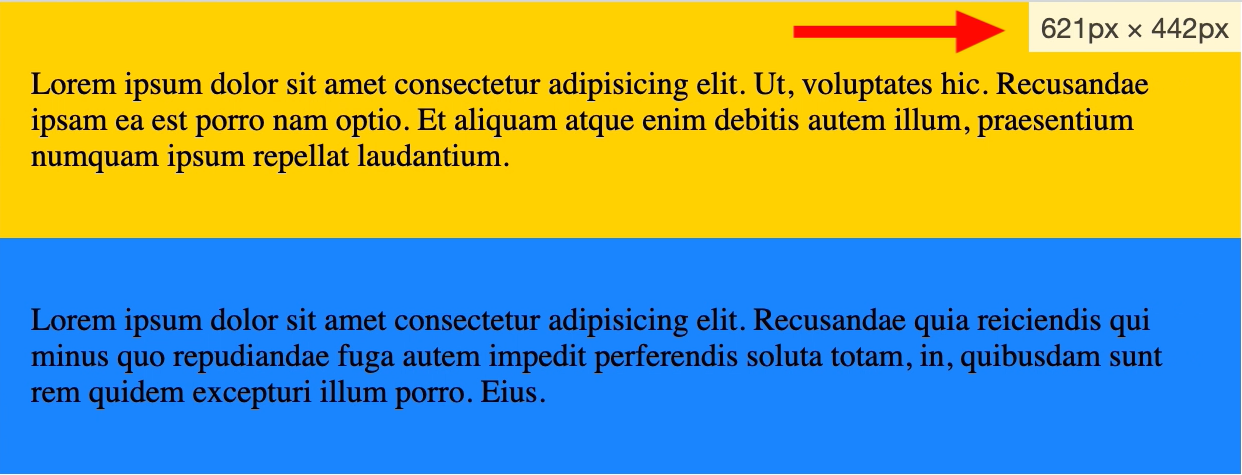 621px × 442px
Lorem ipsum dolor sit amet consectetur adipisicing elit. Ut, voluptates hic. Recusandae
ipsam ea est porro nam optio. Et aliquam atque enim debitis autem illum, praesentium
numquam ipsum repellat laudantium.
Lorem ipsum dolor sit amet consectetur adipisicing elit. Recusandae quia reiciendis qui
minus quo repudiandae fuga autem impedit perferendis soluta totam, in, quibusdam sunt
rem quidem excepturi illum porro. Eius.